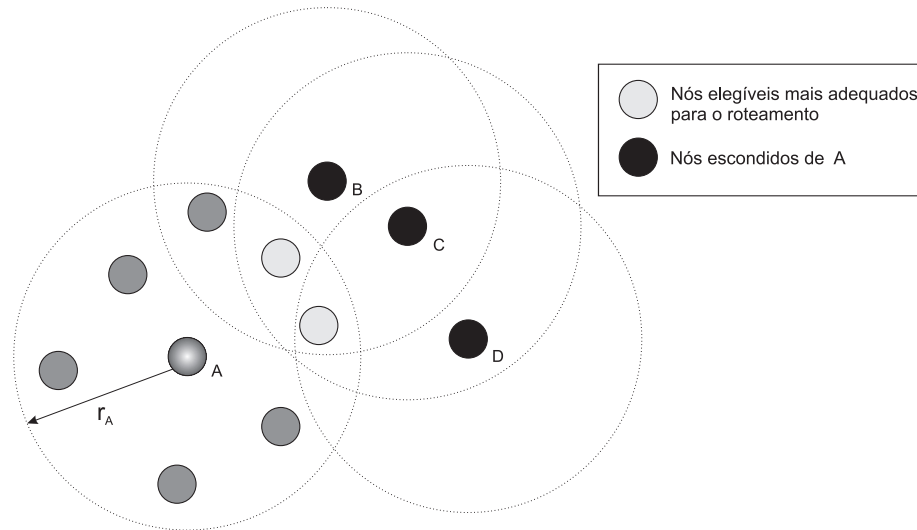 Nós elegíveis mais adequados
para o roteamento
Nós escondidos de A
B
C
A
D
rA